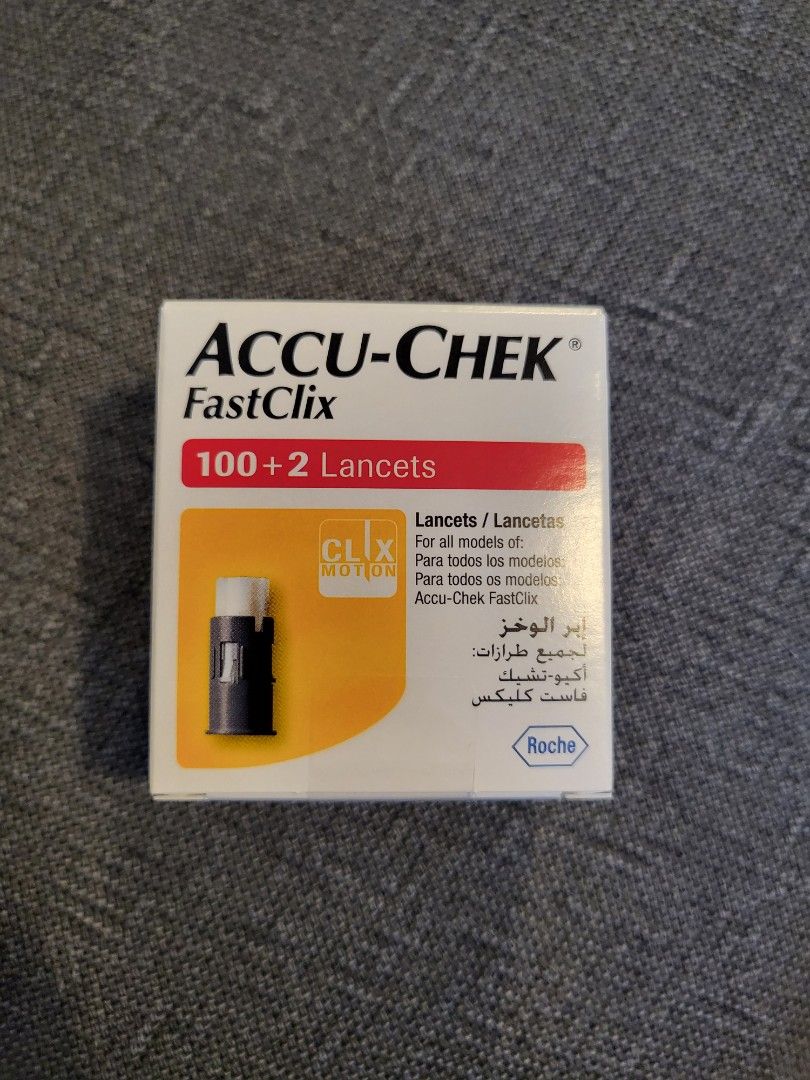 ACCU-CHEK®
FastClix
100+2 Lancets
CLIX
MOTION
Lancets / Lancetas
For all models of:
Para todos los modelos:
Para todos os modelos:
Accu-Chek FastClix
إبر الوخز
لجميع طرازات:
أكيو-تشيك
فاست كليكس
Roche